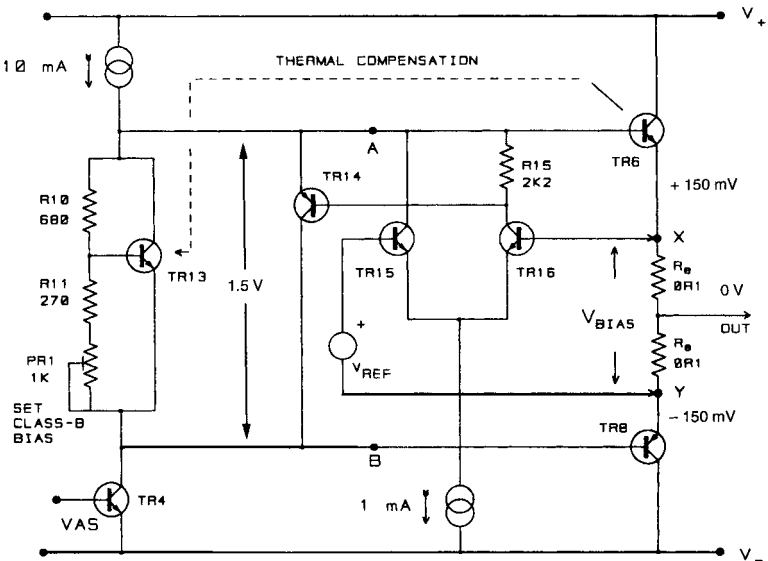 V+
10 mA
THERMAL COMPENSATION
A
TR6
TR14
R15
2K2
+150 mV
R10
680
X
TR13
TR15
TR16
R11
270
1.5 V
Re
0R1
0 V
OUT
VBIAS
+
VREF
PR1
1K
Re
0R1
Y
SET
CLASS-B
BIAS
−150 mV
TR8
B
TR4
VAS
1 mA
V−